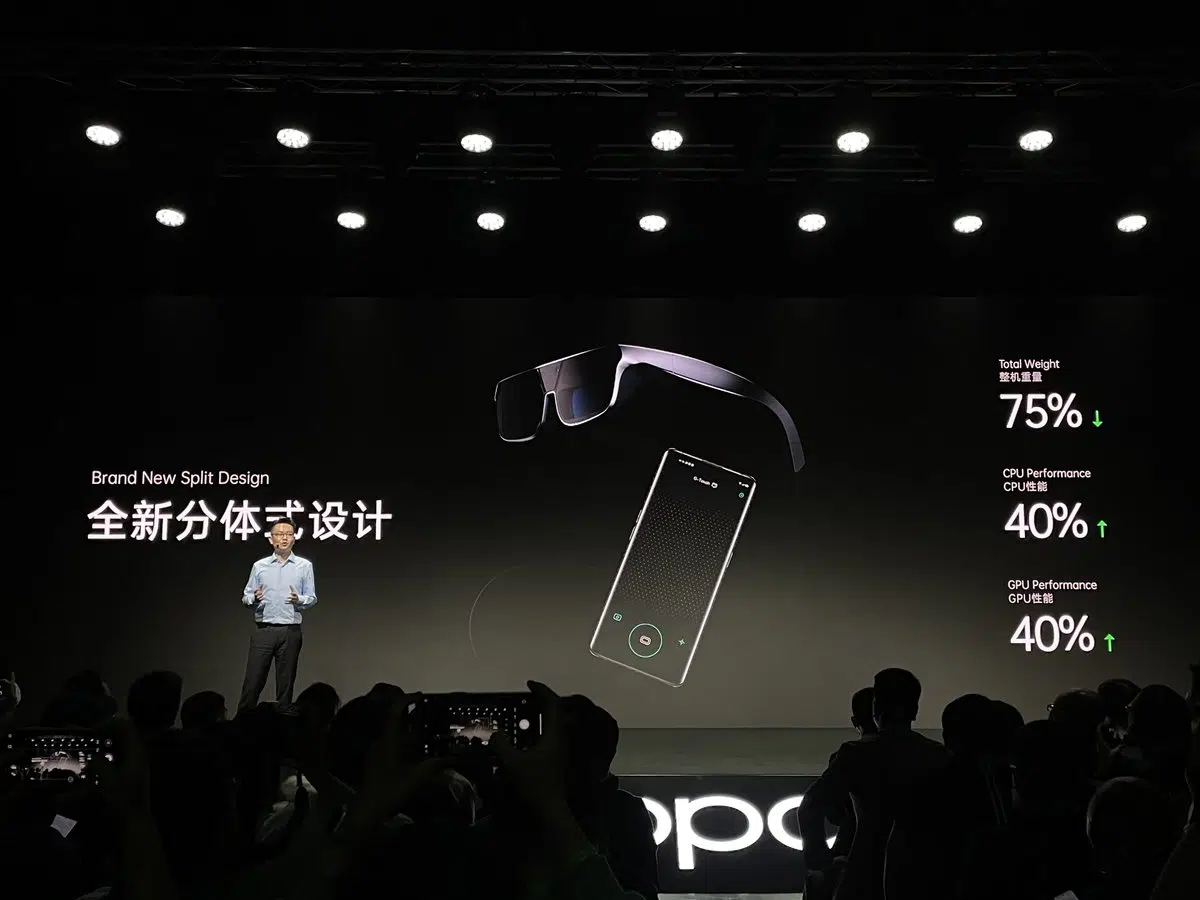 Brand New Split Design
全新分体式设计
Total Weight
整机重量
75% ↓
CPU Performance
CPU性能
40% ↑
GPU Performance
GPU性能
40% ↑
O-Touch
oppo